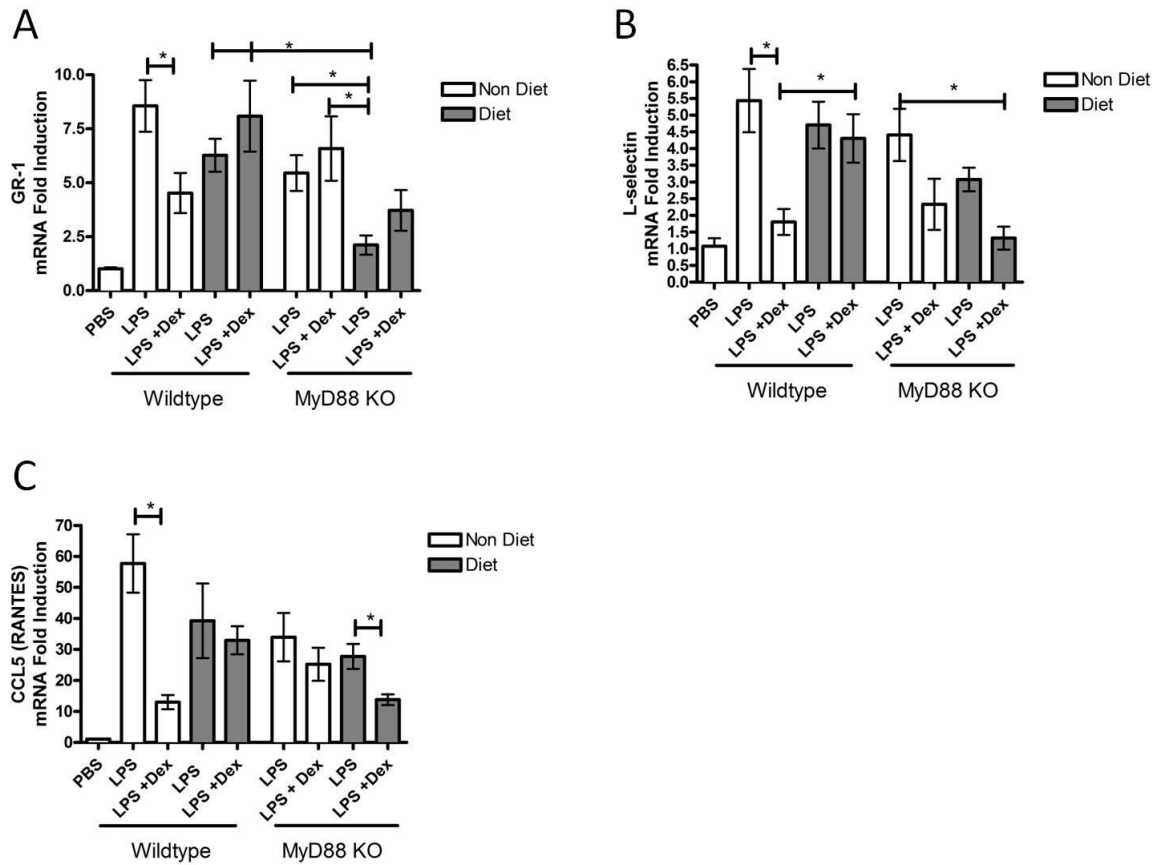 A
GR-1
mRNA Fold Induction
10.0
7.5
5.0
2.5
0.0
*
*
*
*
Non Diet
Diet
PBS
LPS
LPS +Dex
LPS
LPS +Dex
LPS
LPS + Dex
LPS
LPS +Dex
Wildtype
MyD88 KO
B
L-selectin
mRNA Fold Induction
6.5
6.0
5.5
5.0
4.5
4.0
3.5
3.0
2.5
2.0
1.5
1.0
0.5
0.0
*
*
*
Non Diet
Diet
PBS
LPS
LPS +Dex
LPS
LPS +Dex
LPS
LPS + Dex
LPS
LPS +Dex
Wildtype
MyD88 KO
C
CCL5 (RANTES)
mRNA Fold Induction
70
60
50
40
30
20
10
0
*
*
Non Diet
Diet
PBS
LPS
LPS +Dex
LPS
LPS +Dex
LPS
LPS + Dex
LPS
LPS +Dex
Wildtype
MyD88 KO